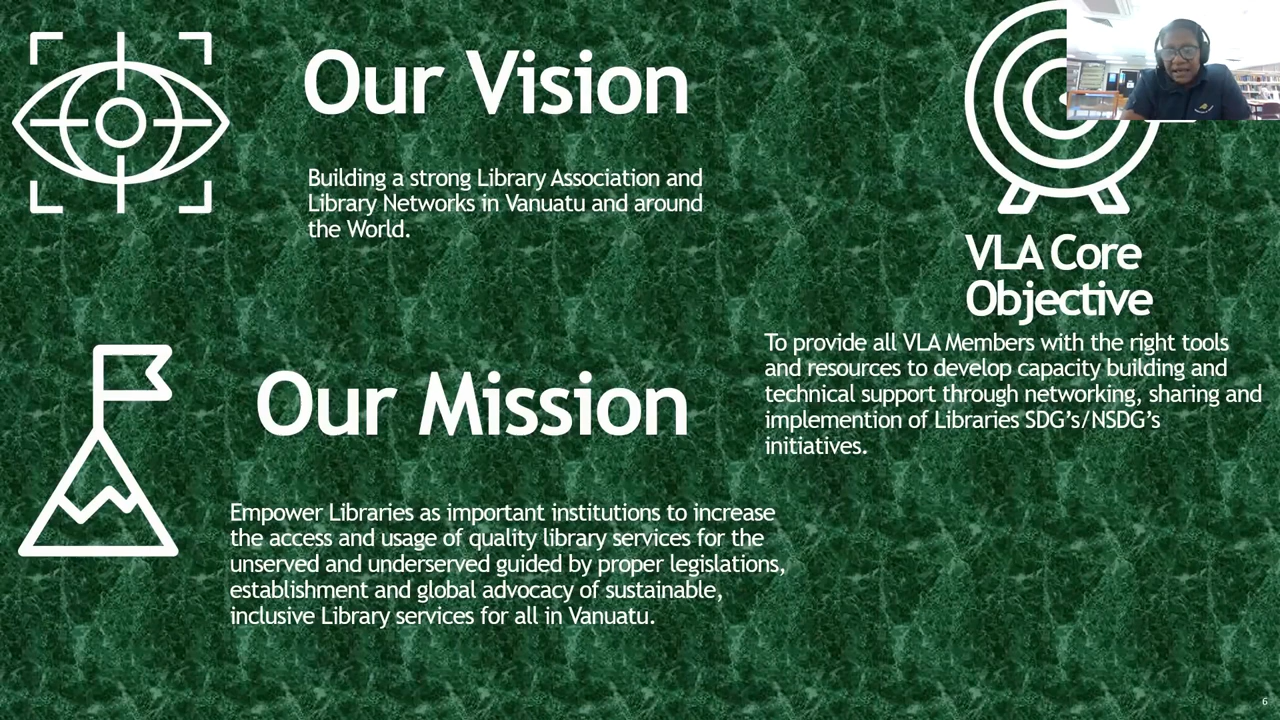 Our Vision
Building a strong Library Association and
Library Networks in Vanuatu and around
the World.
Our Mission
Empower Libraries as important institutions to increase
the access and usage of quality library services for the
unserved and underserved guided by proper legislations,
establishment and global advocacy of sustainable,
inclusive Library services for all in Vanuatu.
VLA Core
Objective
To provide all VLA Members with the right tools
and resources to develop capacity building and
technical support through networking, sharing and
implemention of Libraries SDG’s/NSDG’s
initiatives.
6